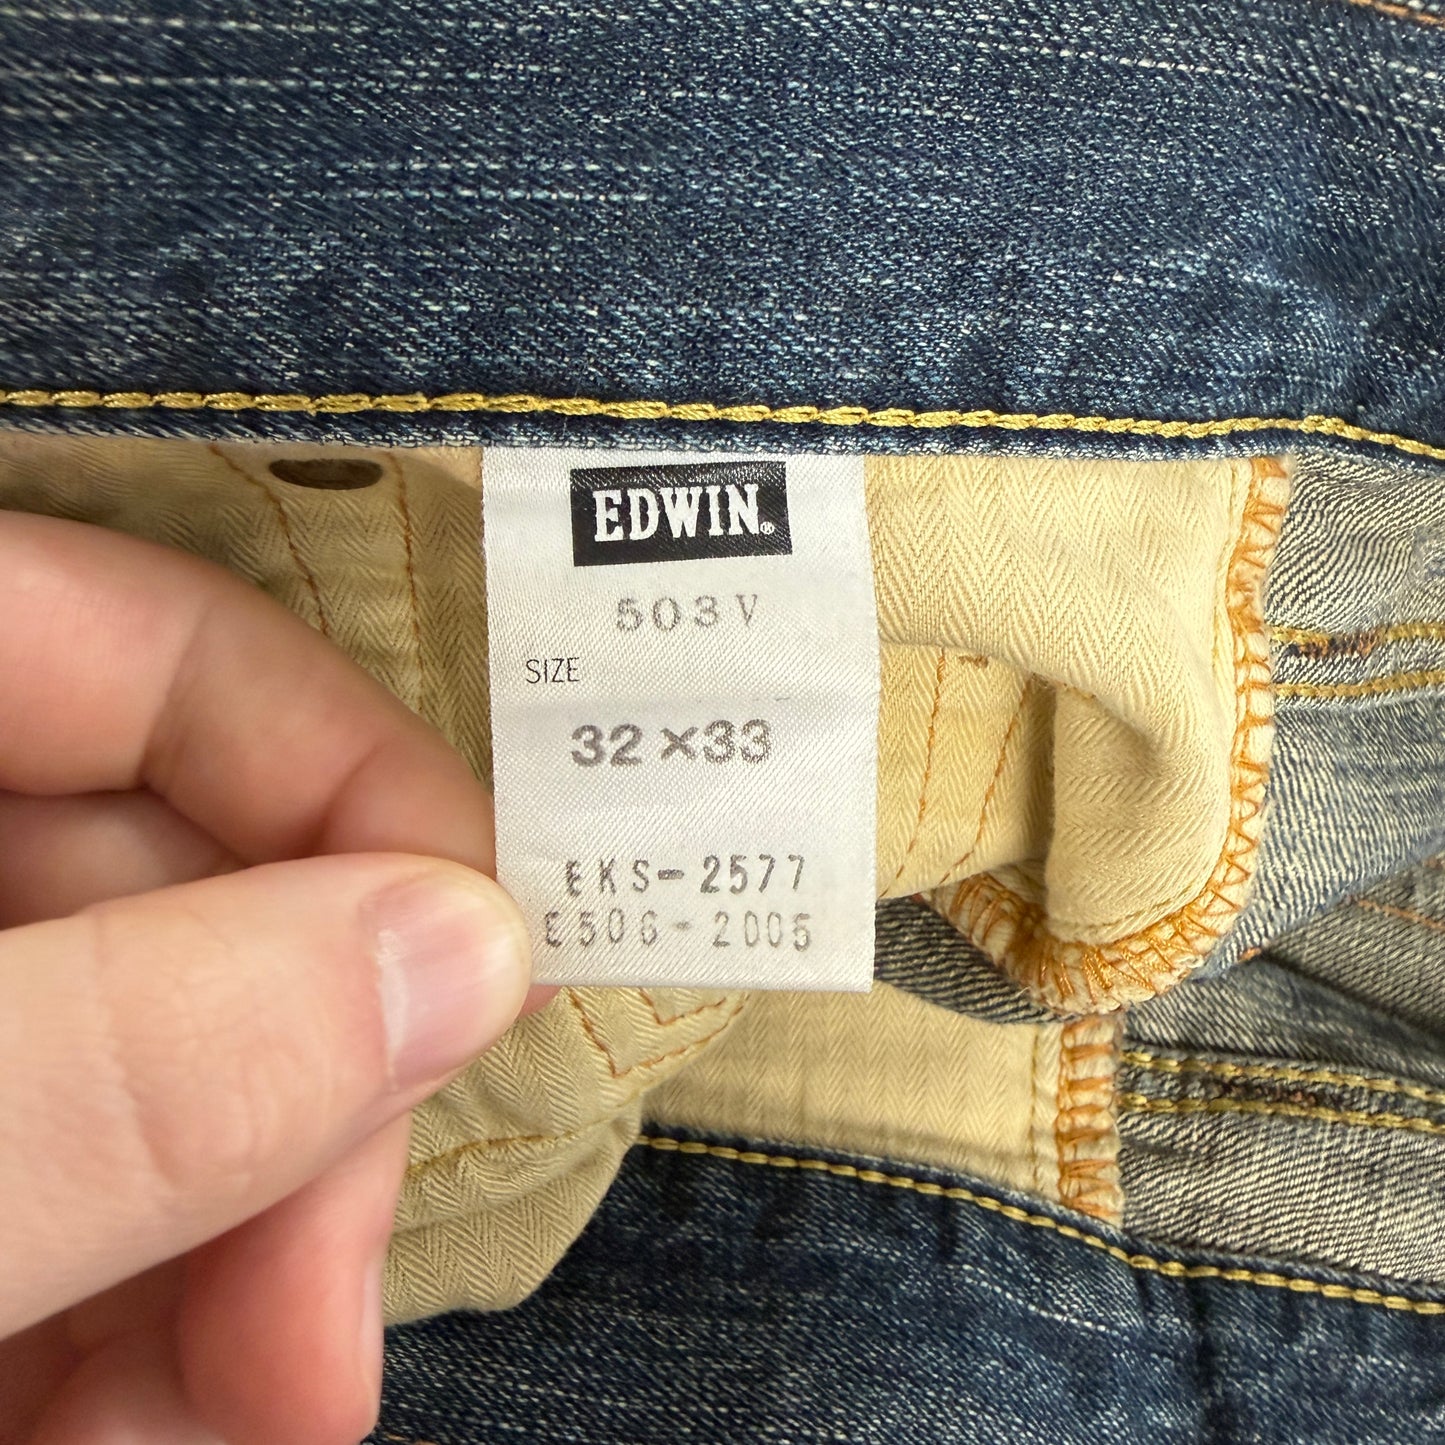 EDWIN®
503V
SIZE
32×33
EKS-2577
E506-2005